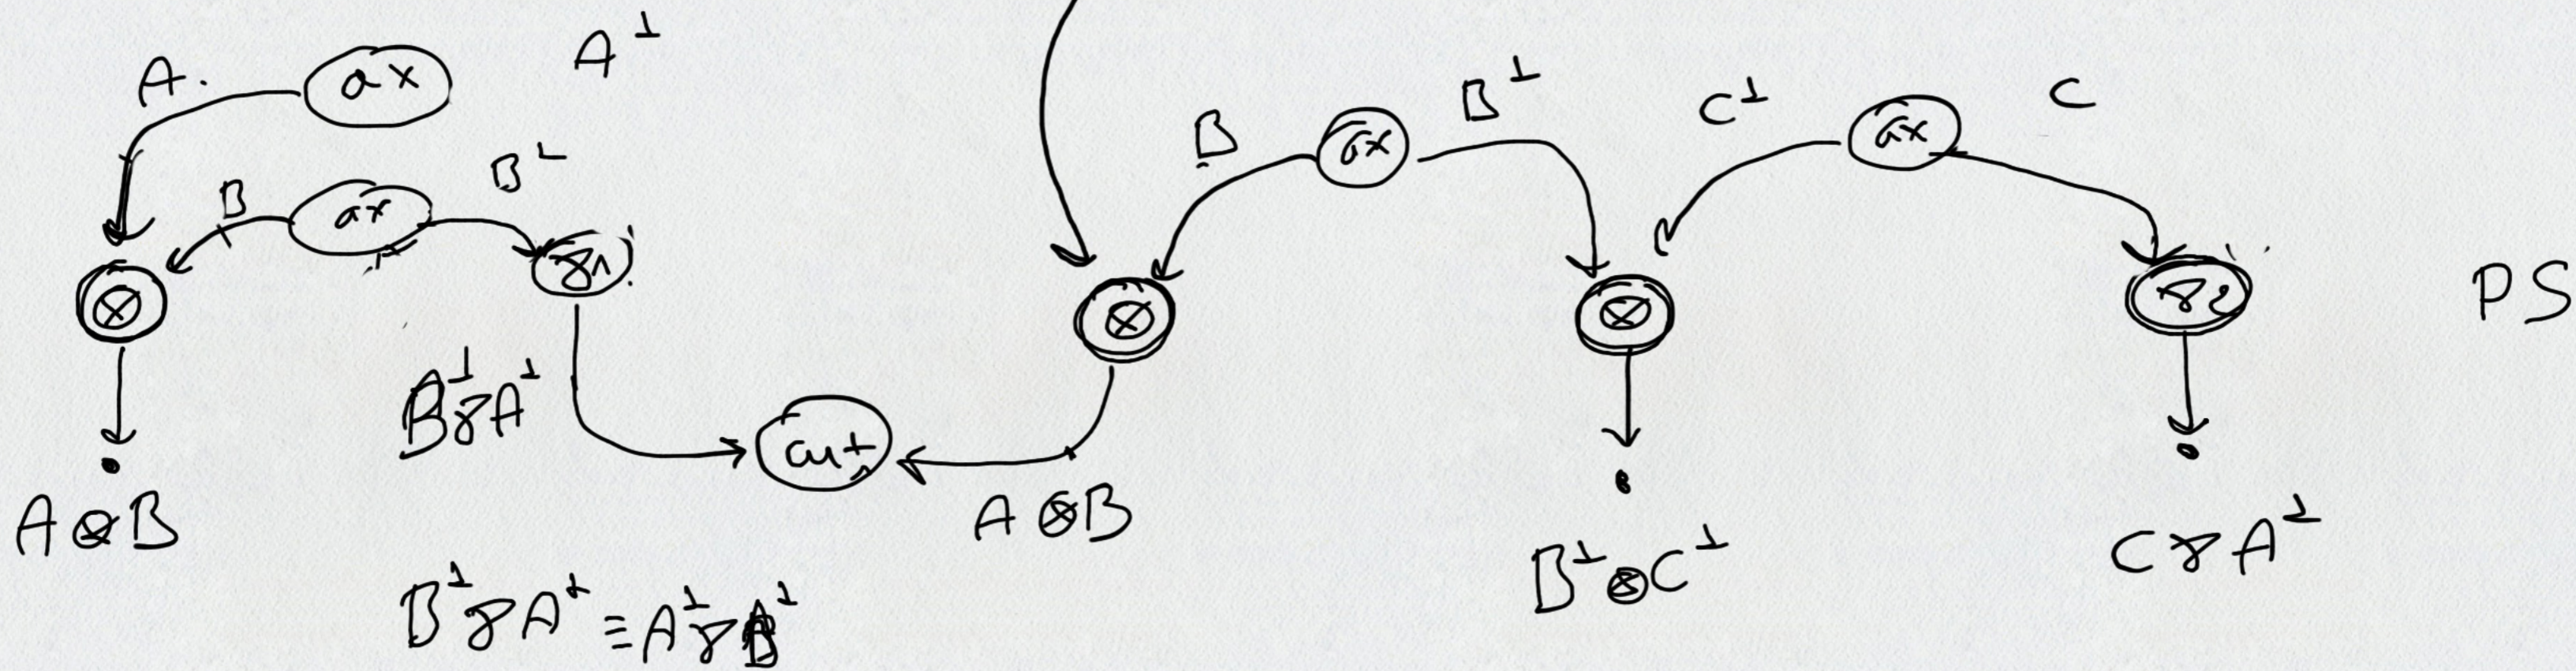 A. ax A⊥
B ax B⊥ ⅋1
B ax B⊥ C⊥ ax C
⊗ ⊗ ⊗ ⅋2 PS
B⊥⅋A⊥ cut
A⊗B A⊗B B⊥⊗C⊥ C⅋A⊥
B⊥⅋A⊥ ≡ A⊥⅋B⊥